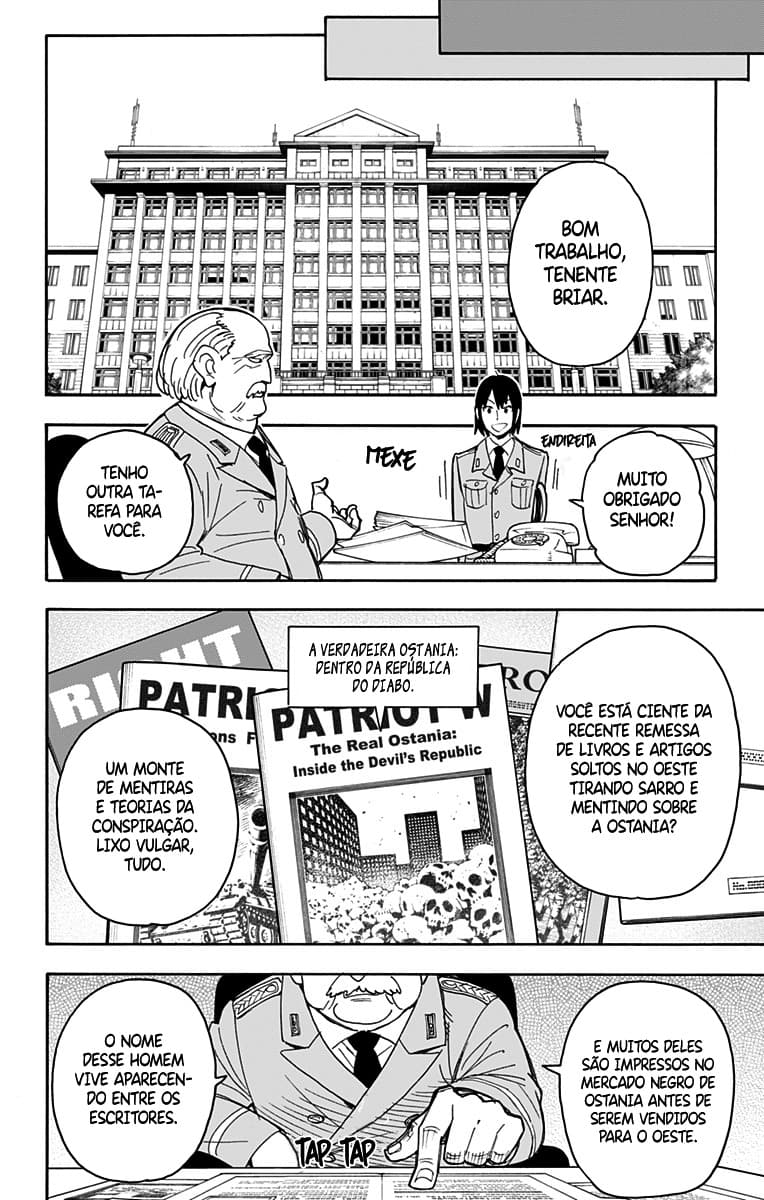 BOM
TRABALHO,
TENENTE
BRIAR.
TENHO
OUTRA TA-
REFA PARA
VOCÊ.
MEXE
ENDIREITA
MUITO
OBRIGADO
SENHOR!
A VERDADEIRA OSTANIA:
DENTRO DA REPÚBLICA
DO DIABO.
RIGHT
PATRI
ons F
PATRIOT W
The Real Ostania:
Inside the Devil's Republic
RO
VOCÊ ESTÁ CIENTE DA
RECENTE REMESSA
DE LIVROS E ARTIGOS
SOLTOS NO OESTE
TIRANDO SARRO E
MENTINDO SOBRE
A OSTANIA?
UM MONTE
DE MENTIRAS
E TEORIAS DA
CONSPIRAÇÃO.
LIXO VULGAR,
TUDO.
E MUITOS DELES
SÃO IMPRESSOS NO
MERCADO NEGRO DE
OSTANIA ANTES DE
SEREM VENDIDOS
PARA O OESTE.
O NOME
DESSE HOMEM
VIVE APARECEN-
DO ENTRE OS
ESCRITORES.
TAP TAP